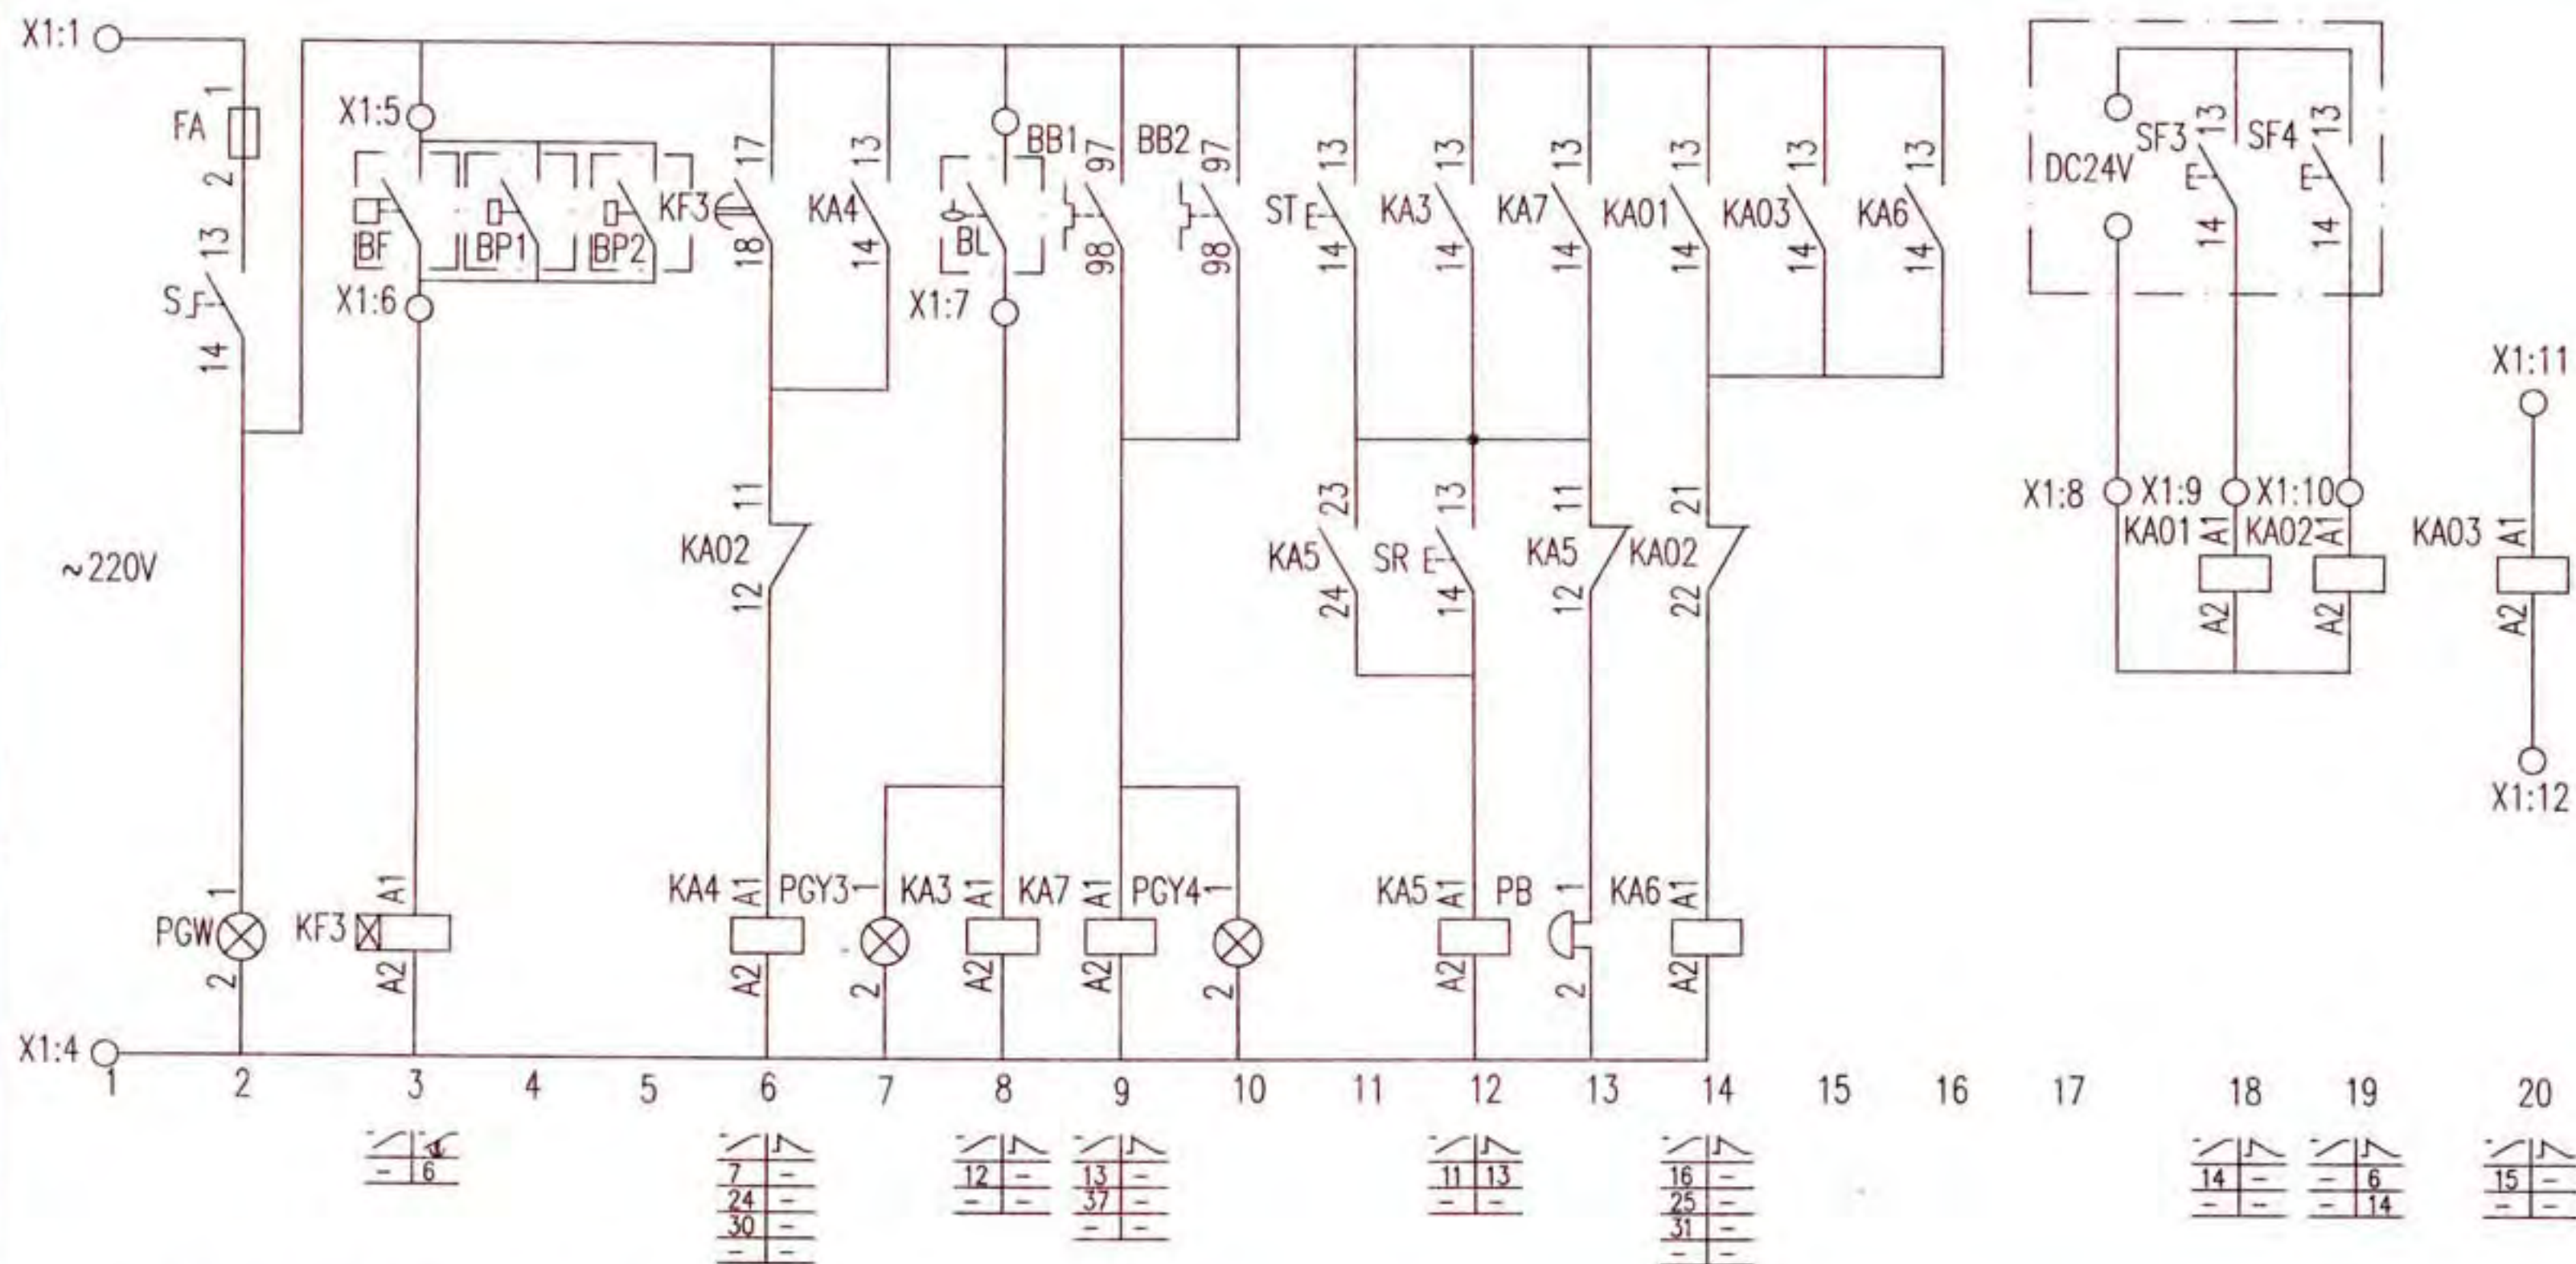 X1:1
1
FA
2
13
S
14
~220V
1
PGW
2
X1:4
X1:5
BF
BP1
BP2
X1:6
A1
KF3
A2
17
KF3
18
13
KA4
14
11
KA02
12
KA4 A1
A2
PGY3 1
2
BL
X1:7
KA3 A1
A2
BB1 97
98
KA7 A1
A2
BB2 97
98
PGY4 1
2
13
ST
14
23
KA5
24
13
KA3
14
13
SR
14
KA5 A1
A2
13
KA7
14
11
KA5
12
PB 1
2
13
KA01
14
21
KA02
22
KA6 A1
A2
13
KA03
14
13
KA6
14
DC24V
SF3 13
14
SF4 13
14
X1:8 X1:9 X1:10
KA01 A1 KA02 A1
A2 A2
X1:11
KA03 A1
A2
X1:12
1 2 3 4 5 6 7 8 9 10 11 12 13 14 15 16 17 18 19 20
- 6
7 -
24 -
30 -
- -
12 -
- -
13 -
37 -
- -
11 13
- -
16 -
25 -
31 -
- -
14 -
- -
- 6
- 14
15 -
- -